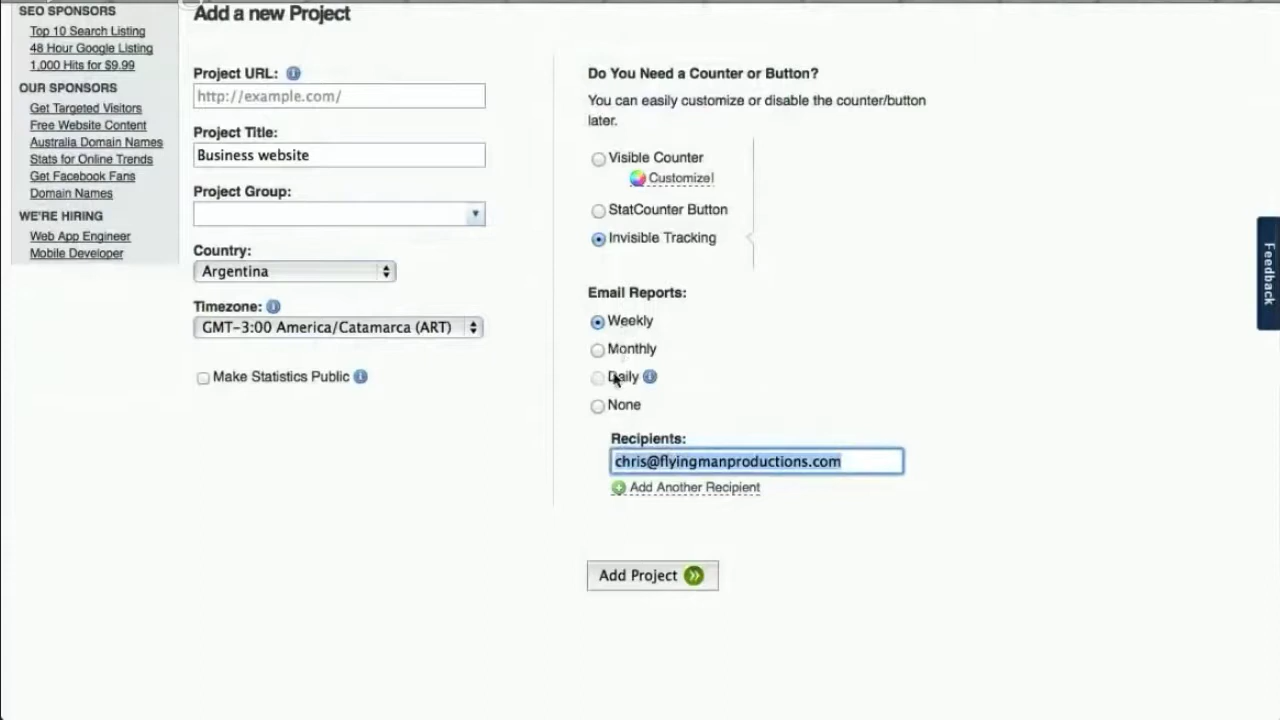 SEO SPONSORS
Top 10 Search Listing
48 Hour Google Listing
1,000 Hits for $9.99
OUR SPONSORS
Get Targeted Visitors
Free Website Content
Australia Domain Names
Stats for Online Trends
Get Facebook Fans
Domain Names
WE'RE HIRING
Web App Engineer
Mobile Developer
Add a new Project
Project URL:
http://example.com/
Project Title:
Business website
Project Group:
Country:
Argentina
Timezone:
GMT-3:00 America/Catamarca (ART)
Make Statistics Public
Do You Need a Counter or Button?
You can easily customize or disable the counter/button
later.
Visible Counter
Customize!
StatCounter Button
Invisible Tracking
Email Reports:
Weekly
Monthly
Daily
None
Recipients:
chris@flyingmanproductions.com
Add Another Recipient
Add Project
Feedback